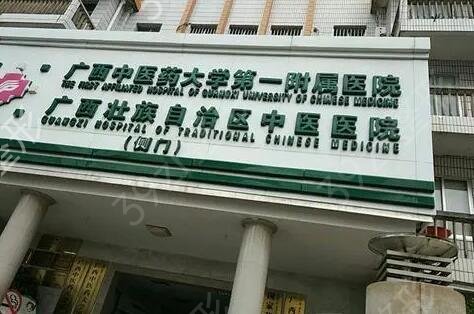 广西中医药大学第一附属医院
THE FIRST AFFILIATED HOSPITAL OF GUANGXI UNIVERSITY OF CHINESE MEDICINE
广西壮族自治区中医医院
GUANGXI HOSPITAL OF TRADITIONAL CHINESE MEDICINE
(侧门)